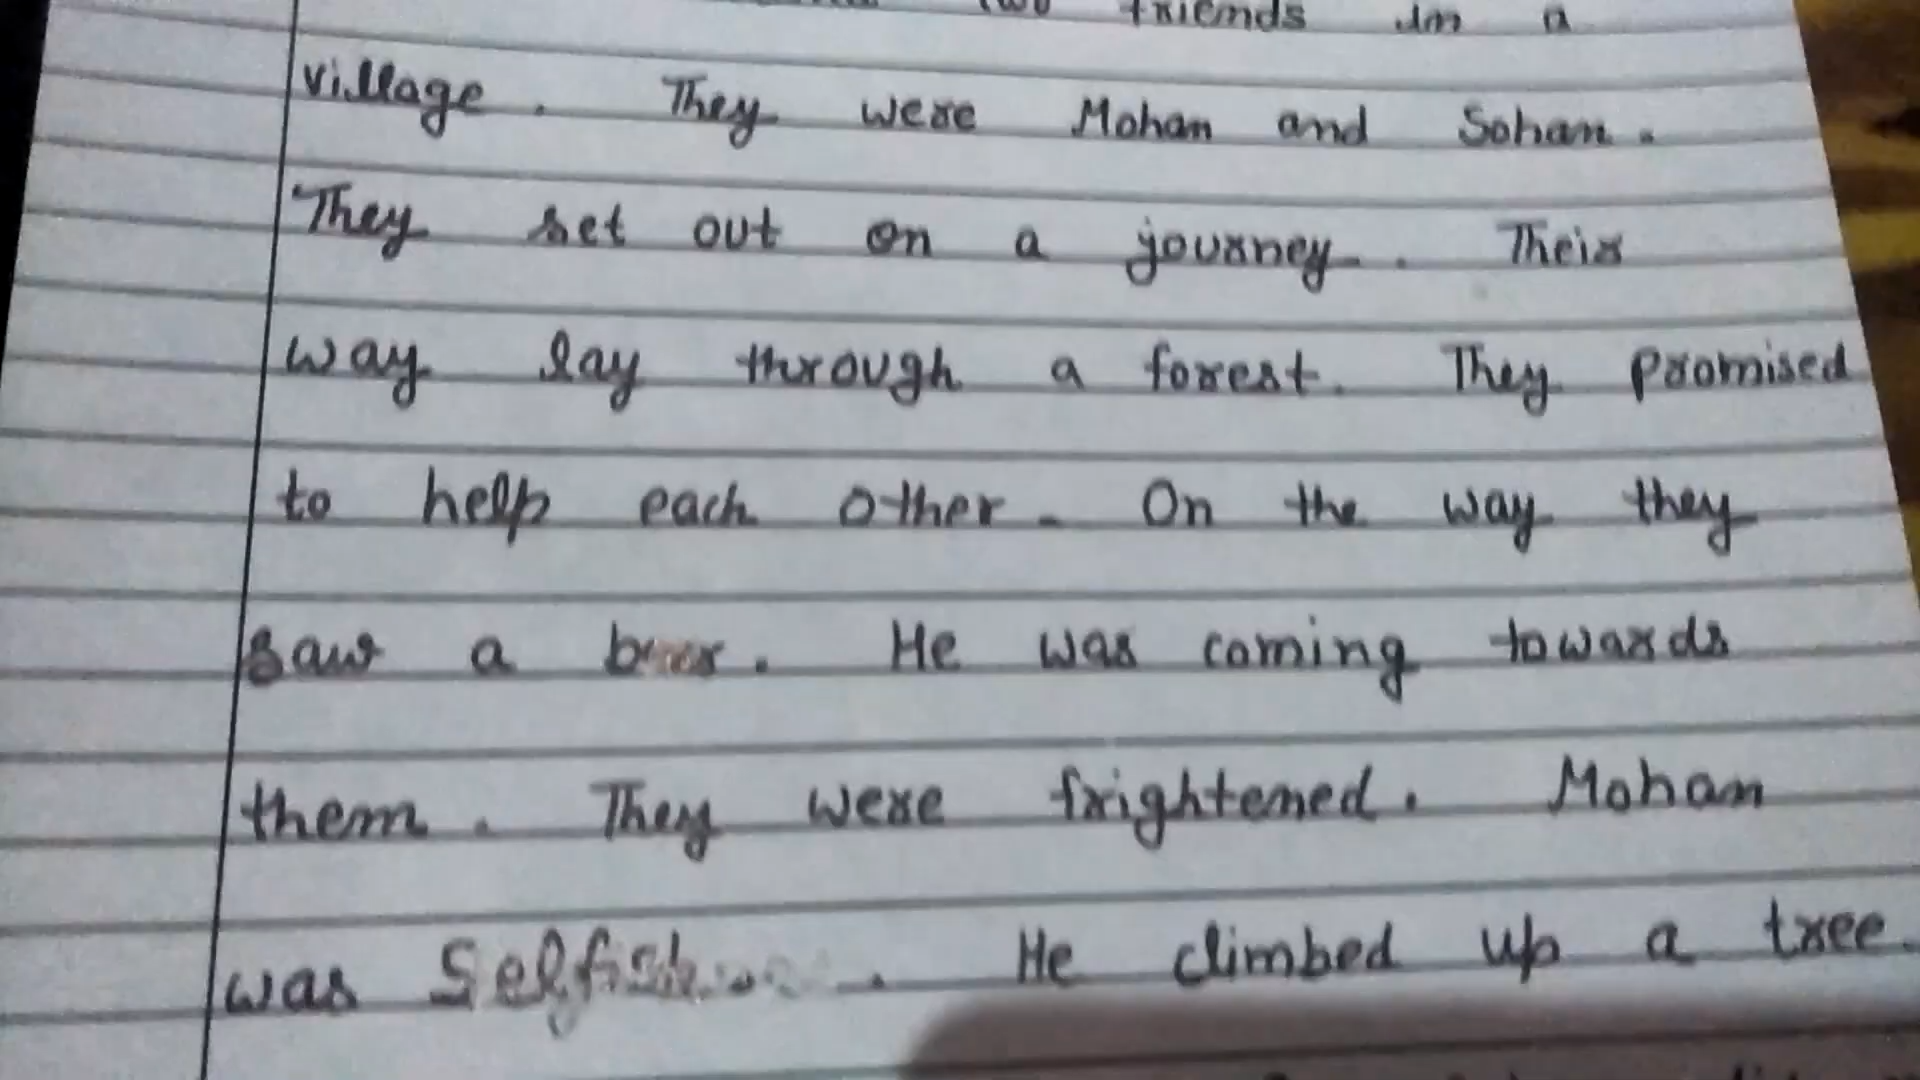 two friends in a
village. They were Mohan and Sohan.
They set out on a journey. Their
way lay through a forest. They promised
to help each other. On the way they
saw a bear. He was coming towards
them. They were frightened. Mohan
was Selfish. He climbed up a tree.